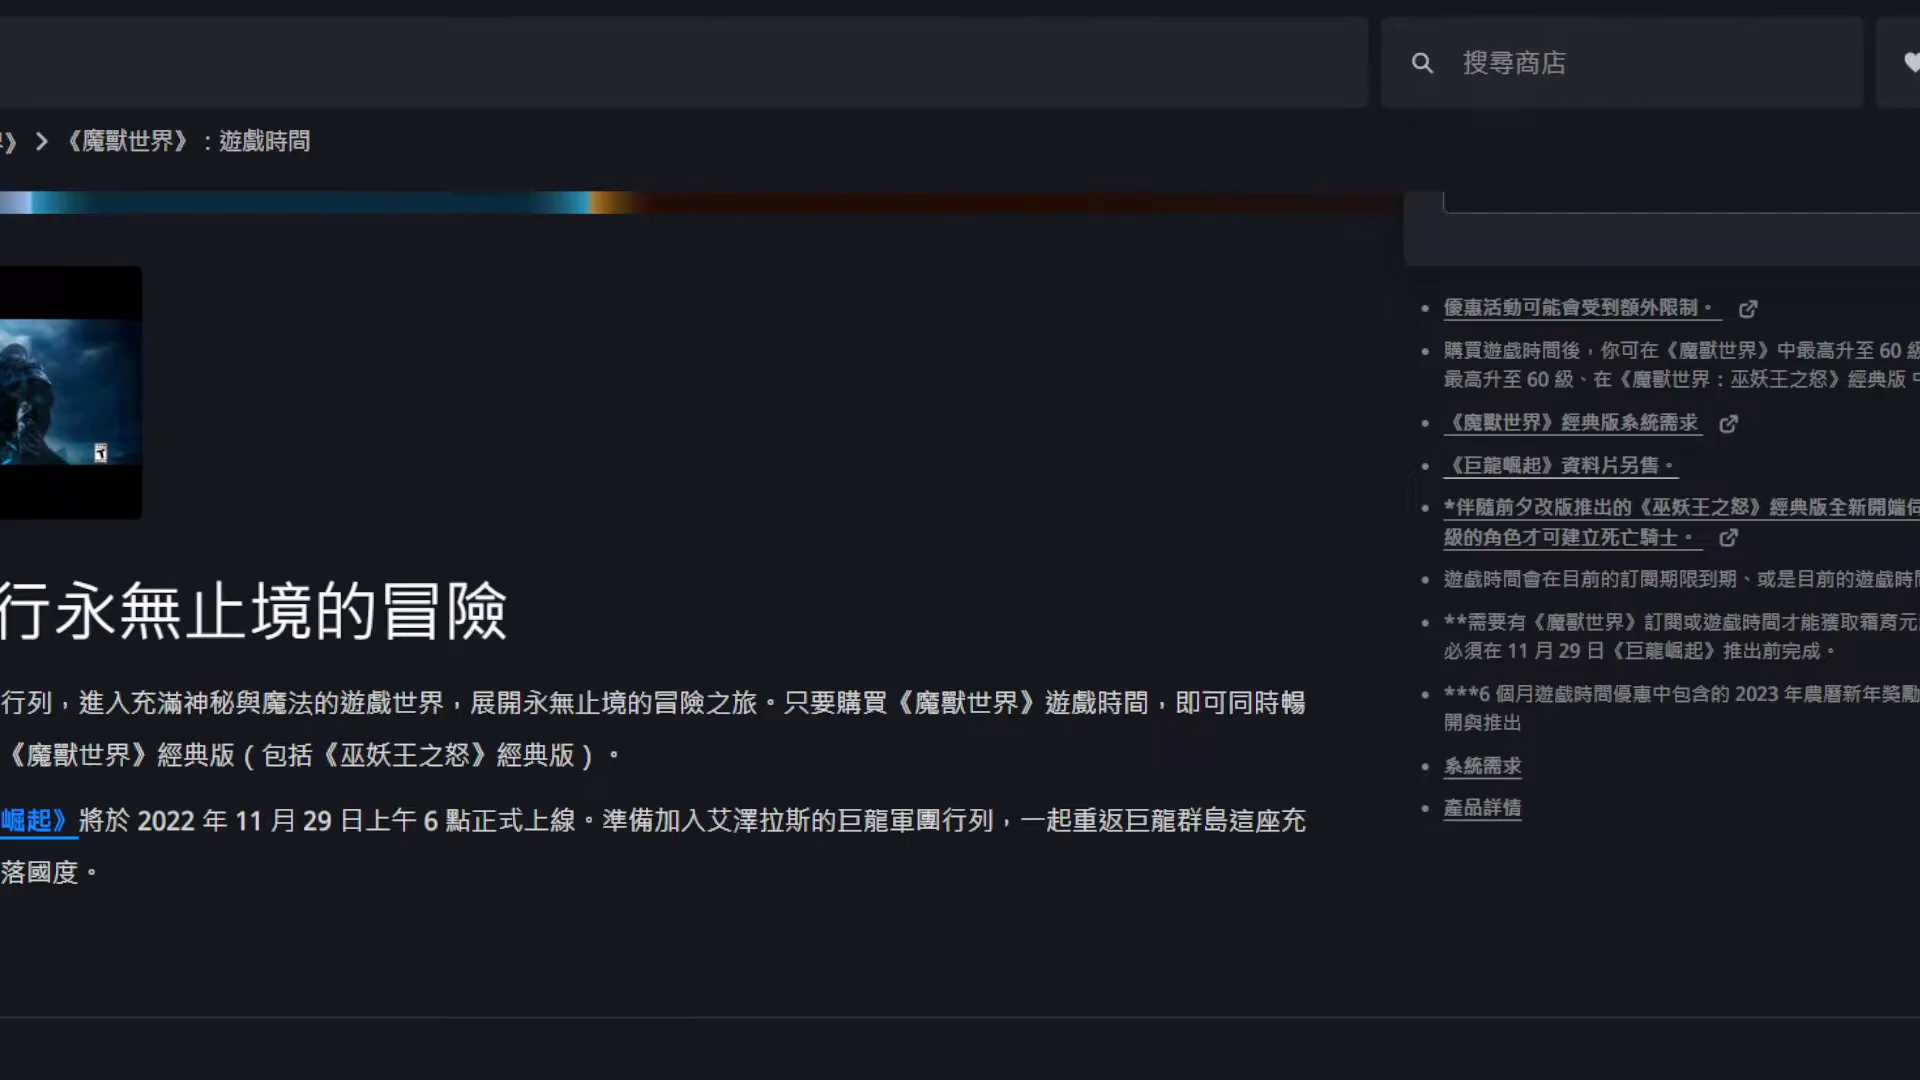 搜尋商店
》 > 《魔獸世界》：遊戲時間
優惠活動可能會受到額外限制。
購買遊戲時間後，你可在《魔獸世界》中最高升至 60 級
最高升至 60 級、在《魔獸世界：巫妖王之怒》經典版 中
《魔獸世界》經典版系統需求
《巨龍崛起》資料片另售。
*伴隨前夕改版推出的《巫妖王之怒》經典版全新開端伺
級的角色才可建立死亡騎士。
遊戲時間會在目前的訂閱期限到期、或是目前的遊戲時間
**需要有《魔獸世界》訂閱或遊戲時間才能獲取霜育元
必須在 11 月 29 日《巨龍崛起》推出前完成。
***6 個月遊戲時間優惠中包含的 2023 年農曆新年獎勵
開與推出
系統需求
產品詳情
行永無止境的冒險
行列，進入充滿神秘與魔法的遊戲世界，展開永無止境的冒險之旅。只要購買《魔獸世界》遊戲時間，即可同時暢
《魔獸世界》經典版（包括《巫妖王之怒》經典版）。
崛起》將於 2022 年 11 月 29 日上午 6 點正式上線。準備加入艾澤拉斯的巨龍軍團行列，一起重返巨龍群島這座充
落國度。